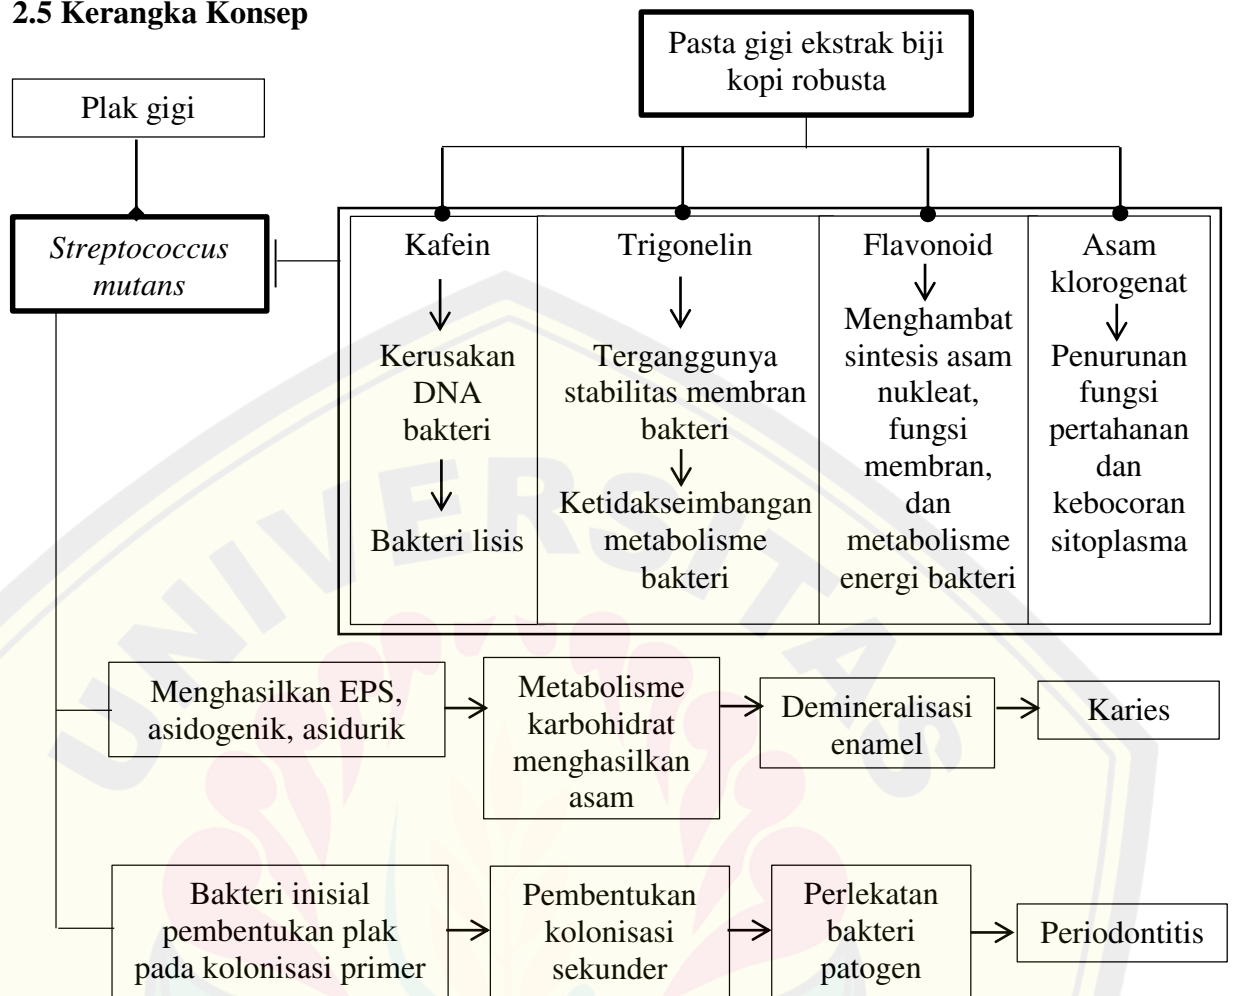 2.5 Kerangka Konsep
Pasta gigi ekstrak biji
kopi robusta
Plak gigi
Streptococcus
mutans
Kafein
Kerusakan
DNA
bakteri
Bakteri lisis
Trigonelin
Terganggunya
stabilitas membran
bakteri
Ketidakseimbangan
metabolisme
bakteri
Flavonoid
Menghambat
sintesis asam
nukleat,
fungsi
membran,
dan
metabolisme
energi bakteri
Asam
klorogenat
Penurunan
fungsi
pertahanan
dan
kebocoran
sitoplasma
Menghasilkan EPS,
asidogenik, asidurik
Metabolisme
karbohidrat
menghasilkan
asam
Demineralisasi
enamel
Karies
Bakteri inisial
pembentukan plak
pada kolonisasi primer
Pembentukan
kolonisasi
sekunder
Perlekatan
bakteri
patogen
Periodontitis
UNIVERSITAS